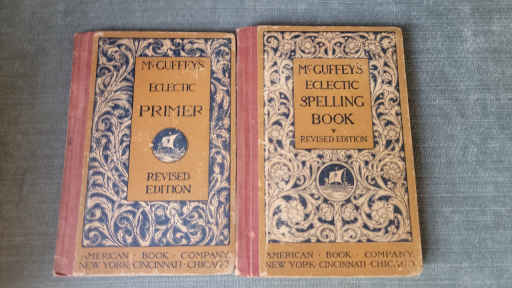 McGUFFEY'S
ECLECTIC
PRIMER
REVISED
EDITION
AMERICAN · BOOK · COMPANY
NEW YORK · CINCINNATI · CHICAGO
McGUFFEY'S
ECLECTIC
SPELLING
BOOK
REVISED EDITION
AMERICAN · BOOK · COMPANY
NEW YORK · CINCINNATI · CHICAGO